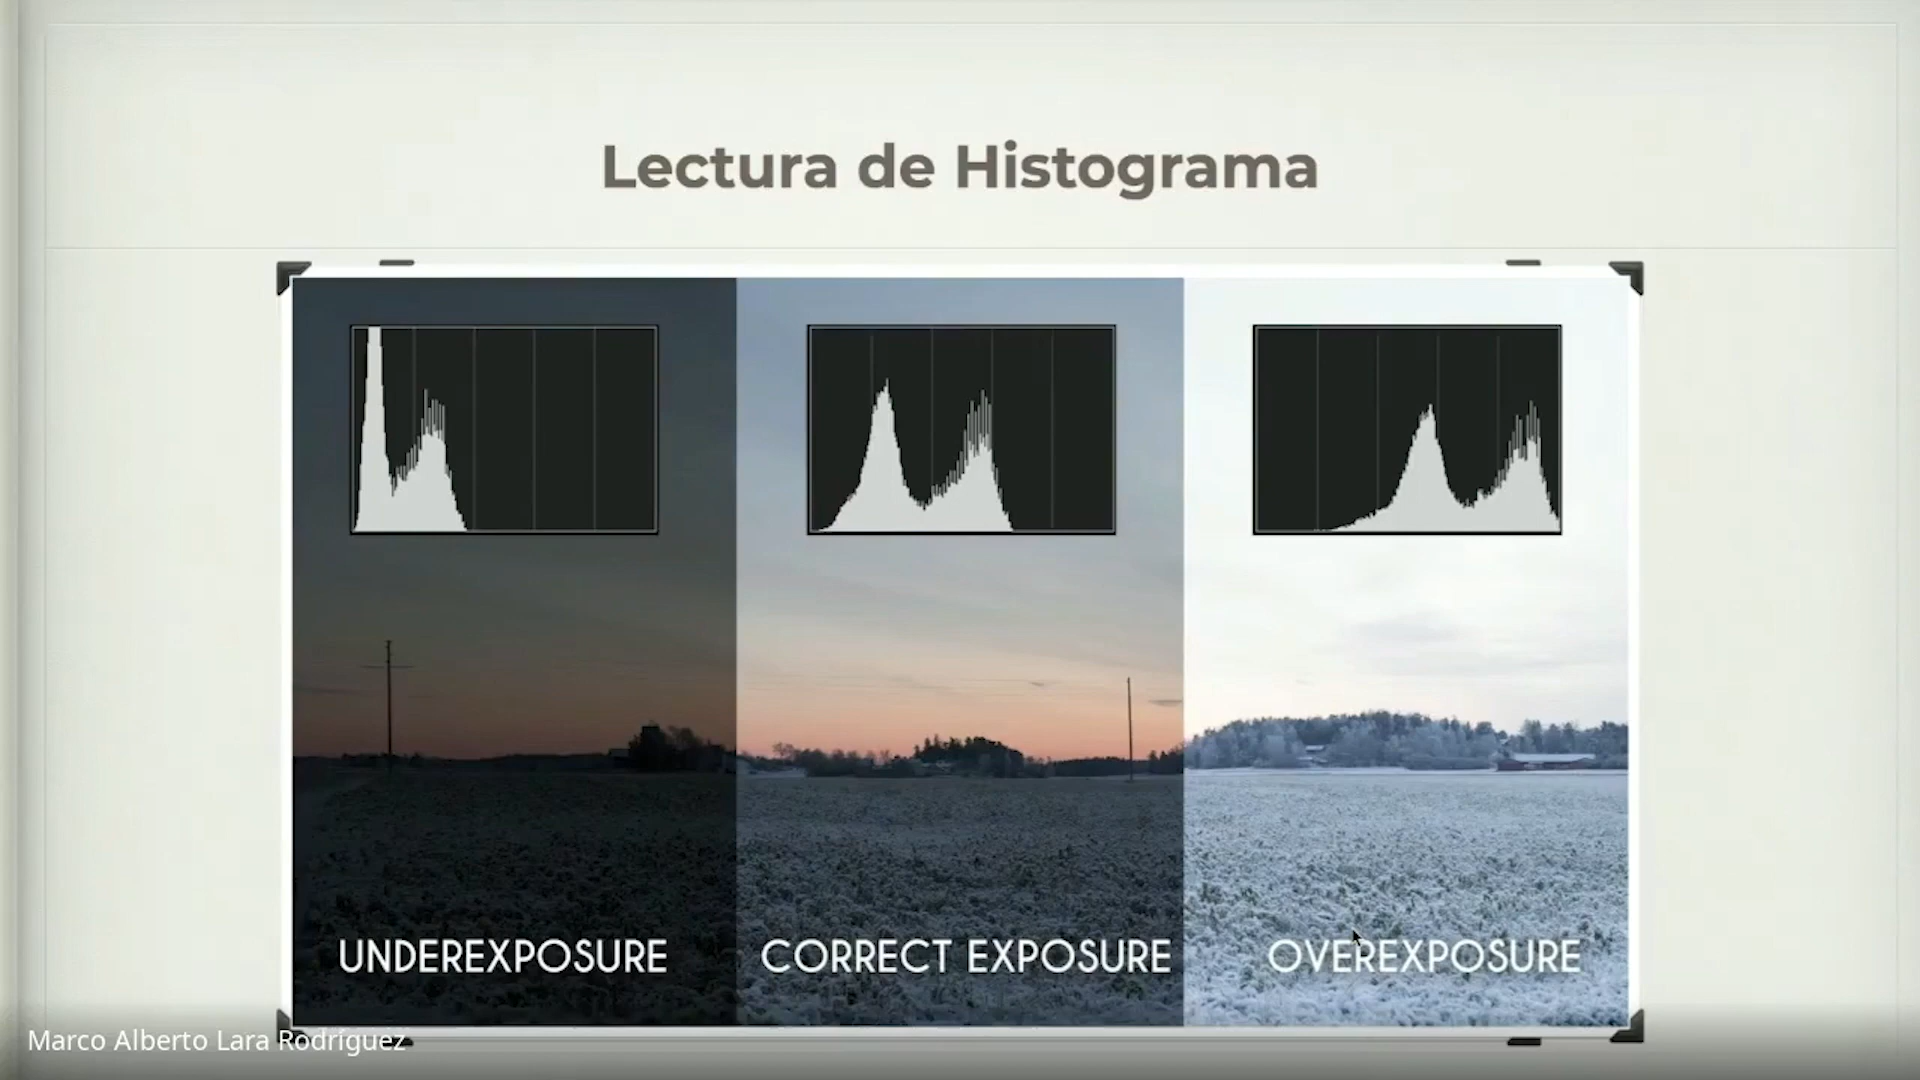 Lectura de Histograma
UNDEREXPOSURE
CORRECT EXPOSURE
OVEREXPOSURE
Marco Alberto Lara Rodríguez